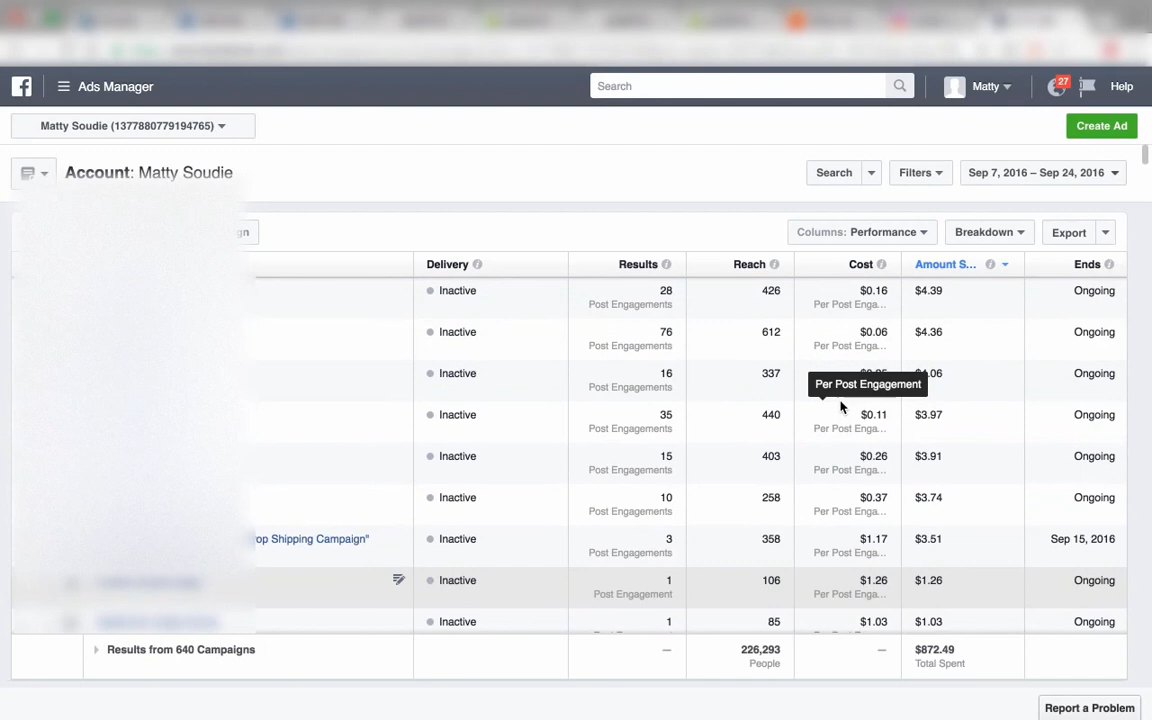 Ads Manager
Search
Matty
27
Help
Matty Soudie (1377880779194765)
Create Ad
Account: Matty Soudie
Search
Filters
Sep 7, 2016 – Sep 24, 2016
gn
Columns: Performance
Breakdown
Export
Delivery
Results
Reach
Cost
Amount S...
Ends
Inactive 28 426 $0.16 $4.39 Ongoing
Post Engagements Per Post Enga...
Inactive 76 612 $0.06 $4.36 Ongoing
Post Engagements Per Post Enga...
Inactive 16 337 Ongoing
Post Engagements
Per Post Engagement
Inactive 35 440 $0.11 $3.97 Ongoing
Post Engagements Per Post Enga...
Inactive 15 403 $0.26 $3.91 Ongoing
Post Engagements Per Post Enga...
Inactive 10 258 $0.37 $3.74 Ongoing
Post Engagements Per Post Enga...
op Shipping Campaign" Inactive 3 358 $1.17 $3.51 Sep 15, 2016
Post Engagements Per Post Enga...
Inactive 1 106 $1.26 $1.26 Ongoing
Post Engagement Per Post Enga...
Inactive 1 85 $1.03 $1.03 Ongoing
Results from 640 Campaigns — 226,293 — $872.49
People Total Spent
Report a Problem